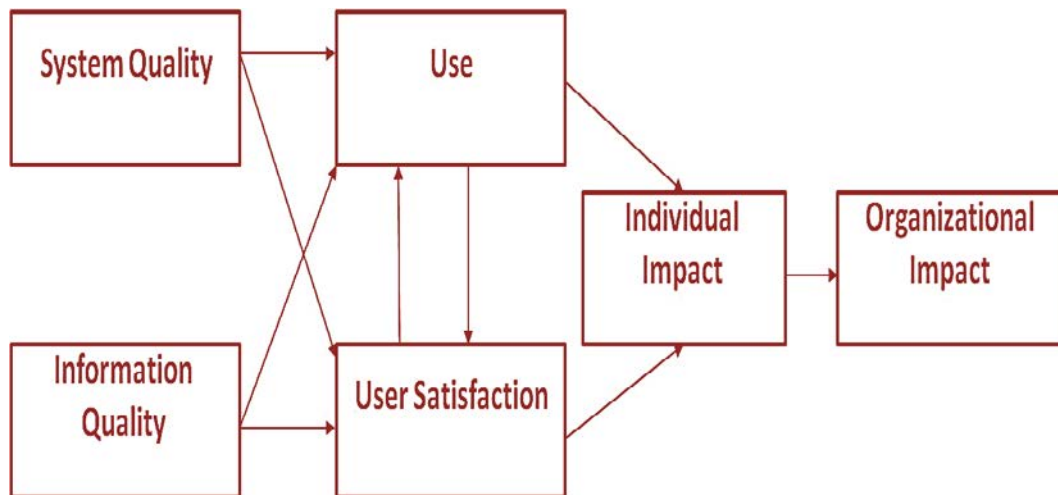 System Quality
Use
Individual
Impact
Organizational
Impact
Information
Quality
User Satisfaction